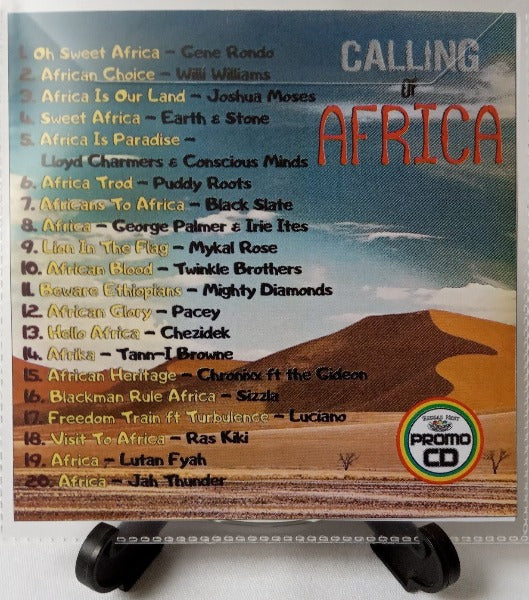 CALLING
UR
AFRICA
1. Oh Sweet Africa – Gene Rondo
2. African Choice – Willi Williams
3. Africa Is Our Land – Joshua Moses
4. Sweet Africa – Earth & Stone
5. Africa Is Paradise –
Lloyd Charmers & Conscious Minds
6. Africa Trod – Puddy Roots
7. Africans To Africa – Black Slate
8. Africa – George Palmer & Irie Ites
9. Lion In The Flag – Mykal Rose
10. African Blood – Twinkle Brothers
11. Beware Ethiopians – Mighty Diamonds
12. African Glory – Pacey
13. Hello Africa – Chezidek
14. Afrika – Tann-I Browne
15. African Heritage – Chronixx ft the Gideon
16. Blackman Rule Africa – Sizzla
17. Freedom Train ft Turbulence – Luciano
18. Visit To Africa – Ras Kiki
19. Africa – Lutan Fyah
20. Africa – Jah Thunder
PROMO
CD